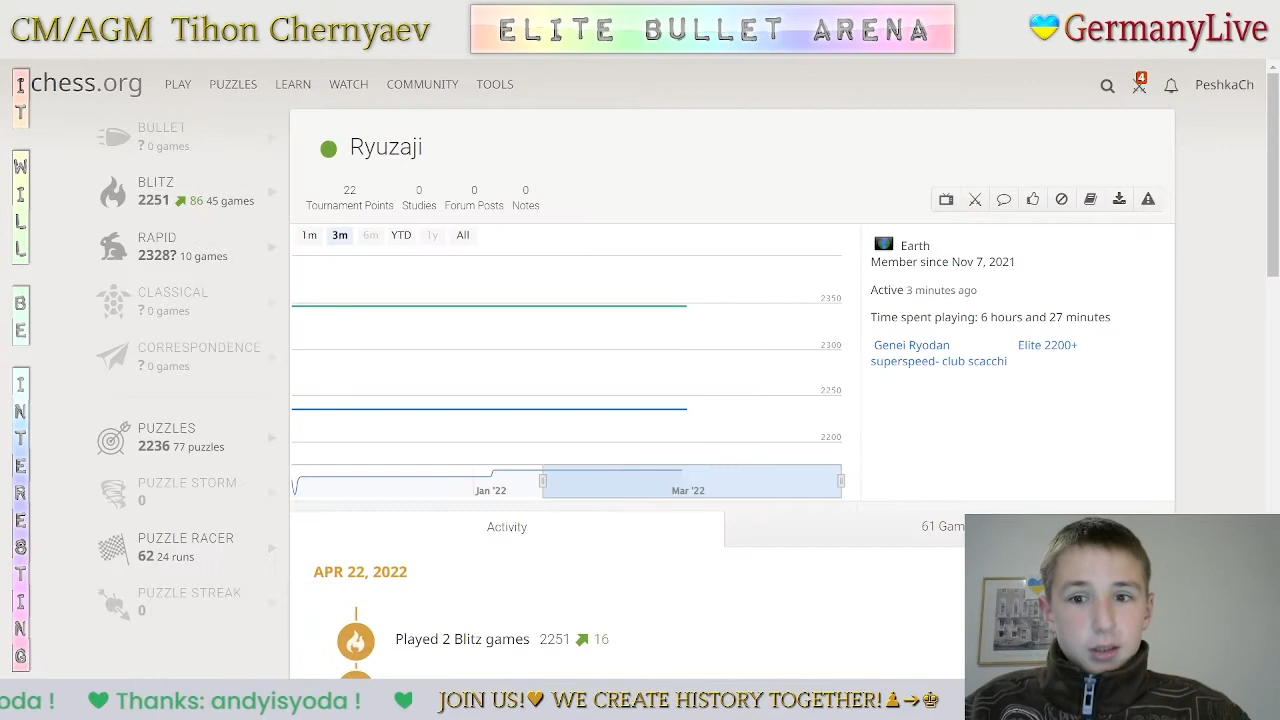 CM/AGM Tihon Chernyaev
ELITE BULLET ARENA
GermanyLive
IT WILL BE INTERESTING
chess.org
PLAY PUZZLES LEARN WATCH COMMUNITY TOOLS
4
PeshkaCh
BULLET
? 0 games
BLITZ
2251 86 45 games
RAPID
2328? 10 games
CLASSICAL
? 0 games
CORRESPONDENCE
? 0 games
PUZZLES
2236 77 puzzles
PUZZLE STORM
0
PUZZLE RACER
62 24 runs
PUZZLE STREAK
0
Ryuzaji
22 0 0 0
Tournament Points Studies Forum Posts Notes
1m 3m 6m YTD 1y All
2350
2300
2250
2200
Jan '22 Mar '22
Earth
Member since Nov 7, 2021
Active 3 minutes ago
Time spent playing: 6 hours and 27 minutes
Genei Ryodan Elite 2200+
superspeed- club scacchi
Activity 61 Gam
APR 22, 2022
Played 2 Blitz games 2251 16
oda ! Thanks: andyisyoda ! JOIN US! WE CREATE HISTORY TOGETHER!